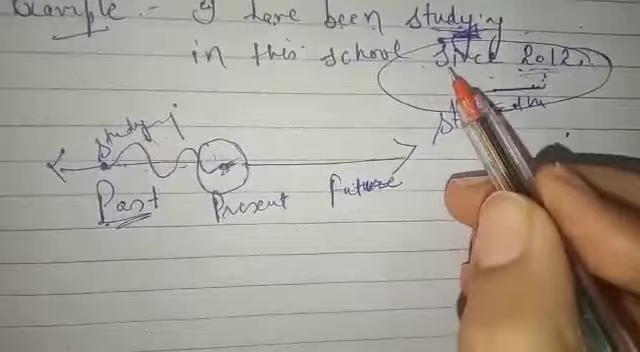 Example:- I have been studying
in this school since 2012.
studying
Past Present Future